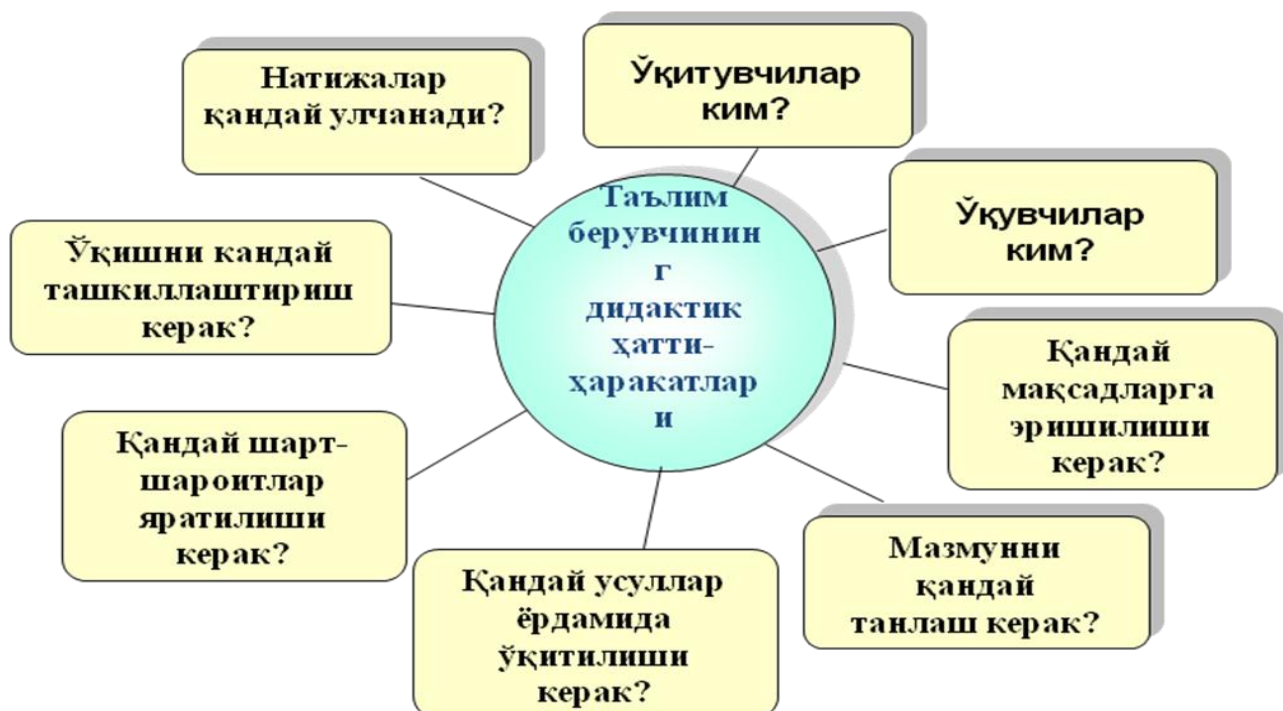 Натижалар
қандай улчанади?
Ўқитувчилар
ким?
Ўқувчилар
ким?
Таълим
берувчинин
г
дидактик
ҳатти-
ҳаракатлар
и
Ўқишни кандай
ташкиллаштириш
керак?
Қандай
мақсадларга
эришилиши
керак?
Қандай шарт-
шароитлар
яратилиши
керак?
Мазмунни
қандай
танлаш керак?
Қандай усуллар
ёрдамида
ўқитилиши
керак?